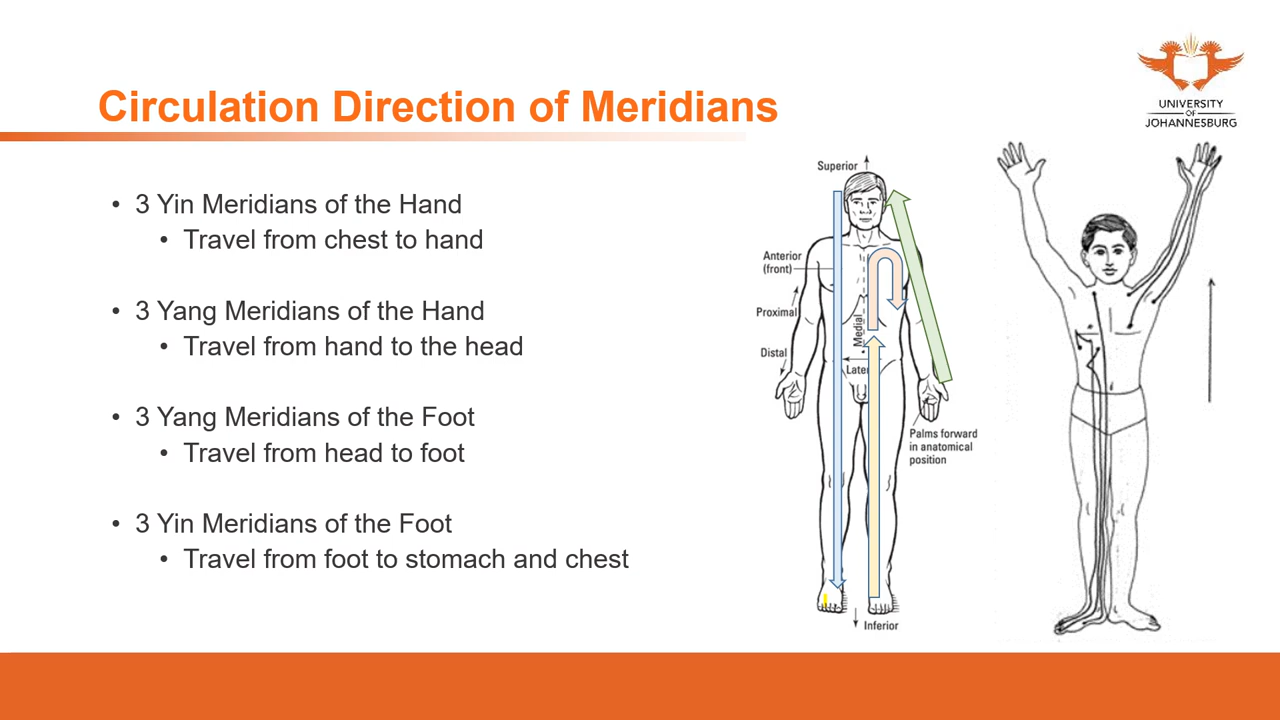 Circulation Direction of Meridians
UNIVERSITY
OF
JOHANNESBURG
• 3 Yin Meridians of the Hand
• Travel from chest to hand
• 3 Yang Meridians of the Hand
• Travel from hand to the head
• 3 Yang Meridians of the Foot
• Travel from head to foot
• 3 Yin Meridians of the Foot
• Travel from foot to stomach and chest
Superior
Anterior
(front)
Proximal
Medial
Distal
Later
Palms forward
in anatomical
position
Inferior